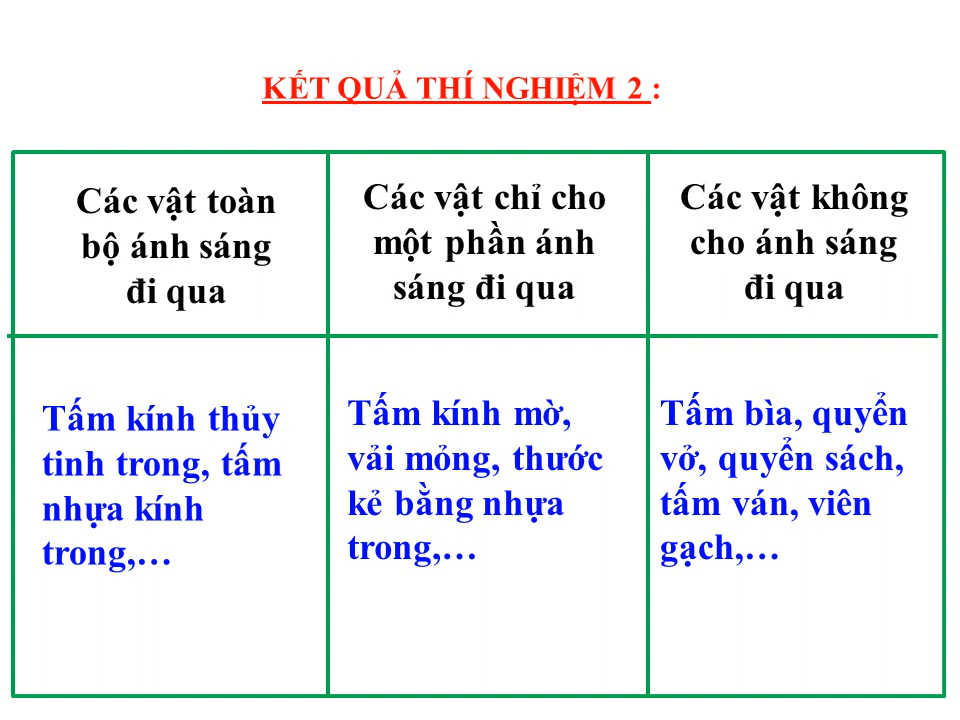 KẾT QUẢ THÍ NGHIỆM 2 :
Các vật toàn
bộ ánh sáng
đi qua
Các vật chỉ cho
một phần ánh
sáng đi qua
Các vật không
cho ánh sáng
đi qua
Tấm kính thủy
tinh trong, tấm
nhựa kính
trong,…
Tấm kính mờ,
vải mỏng, thước
kẻ bằng nhựa
trong,…
Tấm bìa, quyển
vở, quyển sách,
tấm ván, viên
gạch,…